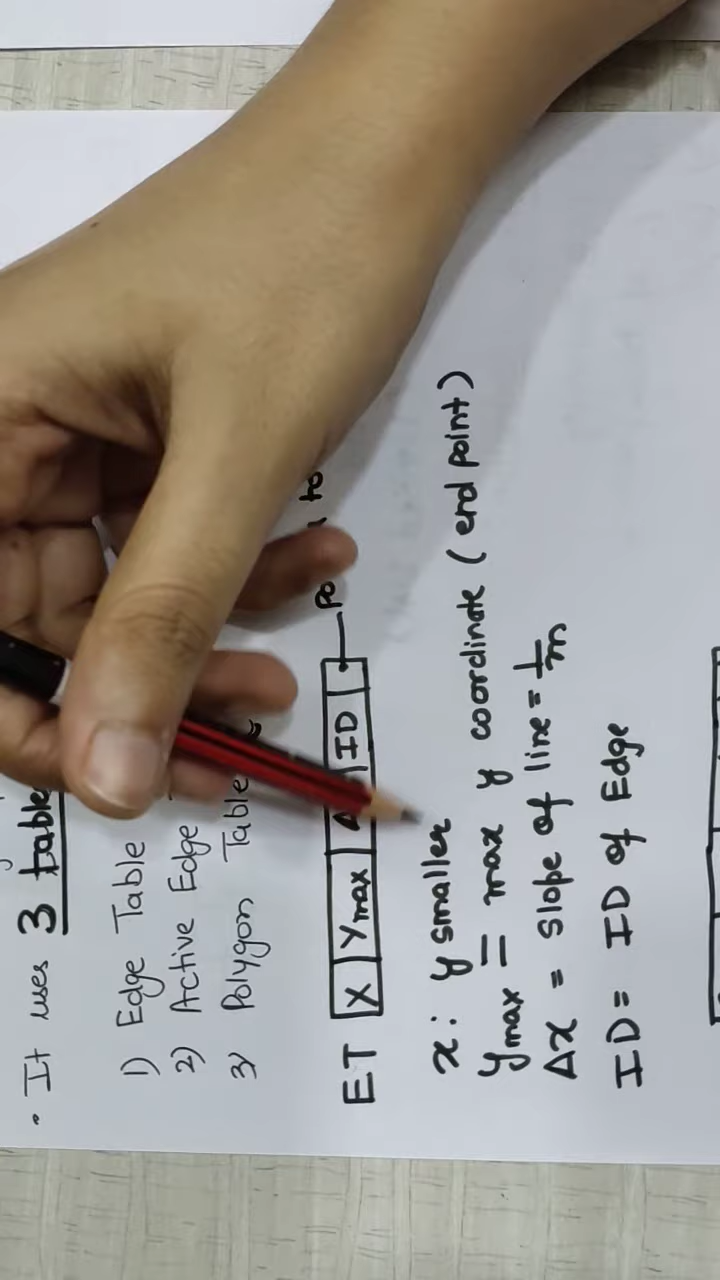 • It uses 3 table
1) Edge Table
2) Active Edge
3) Polygon Table
ET X Ymax ID to
x: y smaller
ymax = max y coordinate (end point)
Δx = slope of line = 1/m
ID = ID of Edge